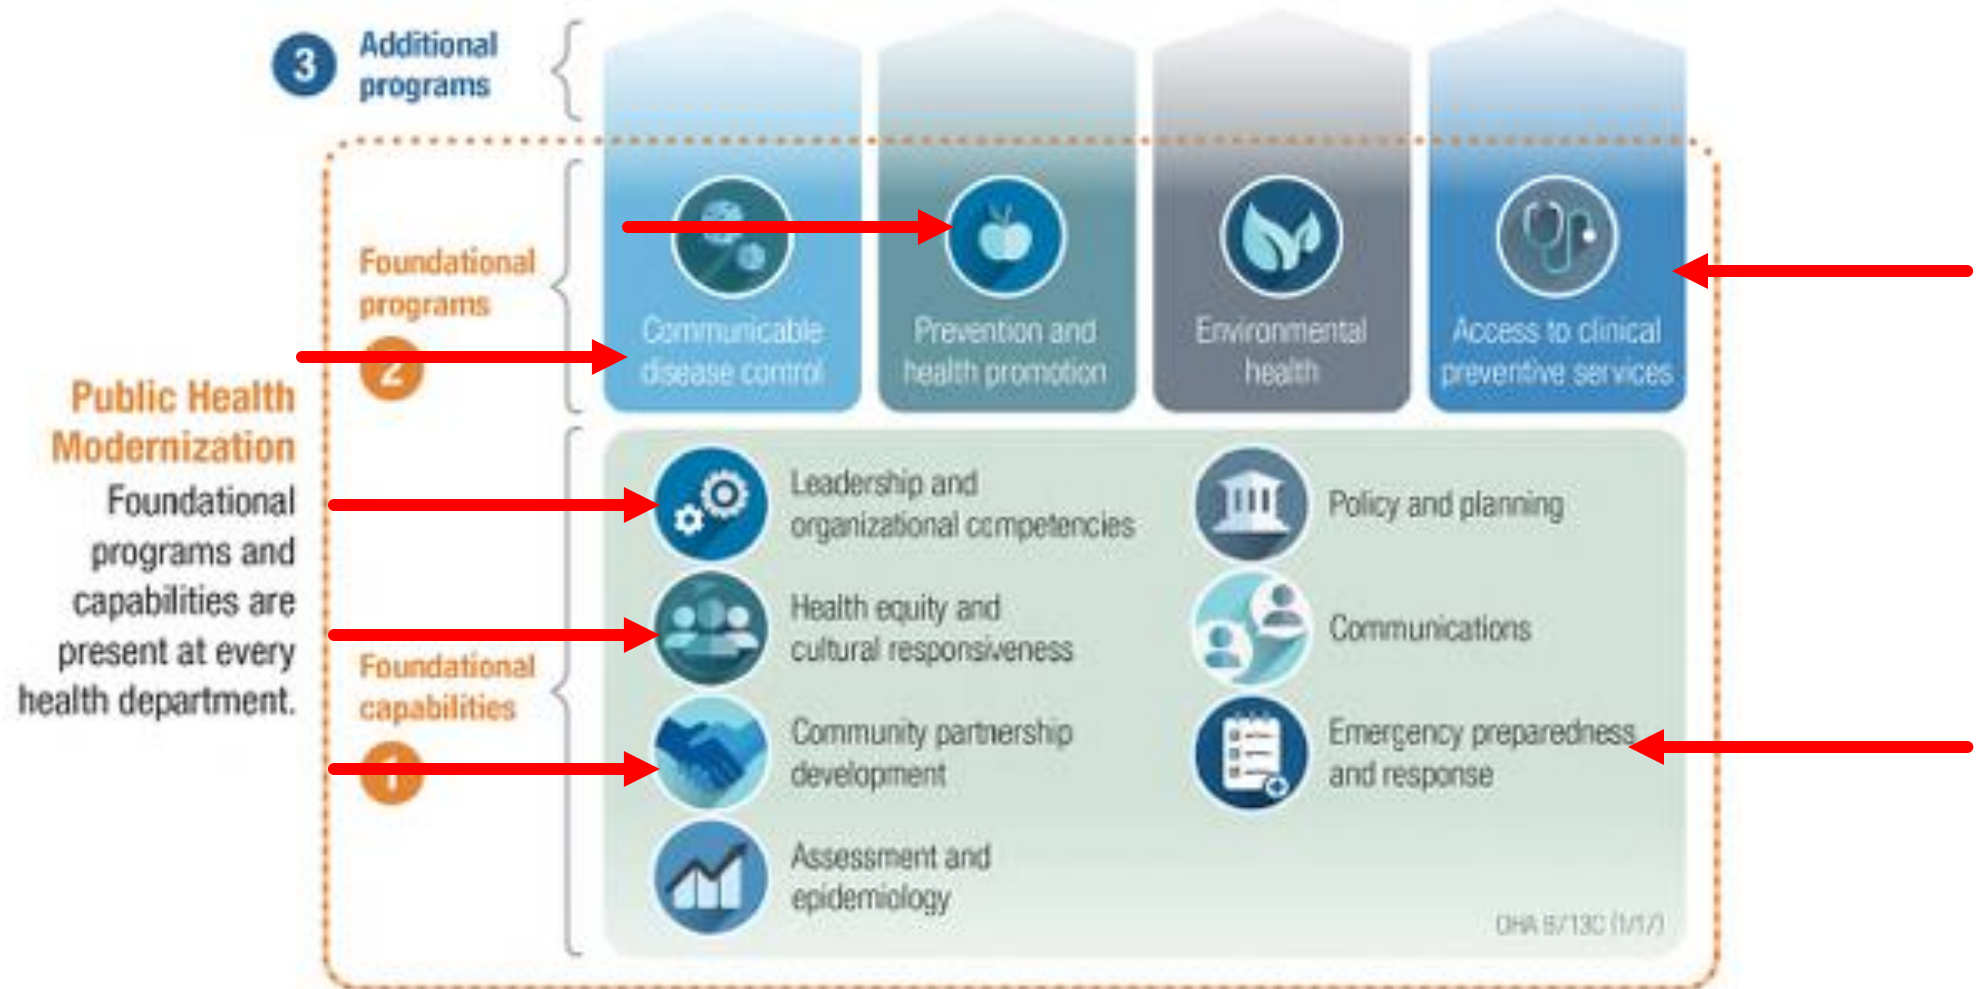 3
Additional
programs
Foundational
programs
2
Communicable
disease control
Prevention and
health promotion
Environmental
health
Access to clinical
preventive services
Public Health
Modernization
Foundational
programs and
capabilities are
present at every
health department.
Foundational
capabilities
1
Leadership and
organizational competencies
Health equity and
cultural responsiveness
Community partnership
development
Assessment and
epidemiology
Policy and planning
Communications
Emergency preparedness
and response
OHA (1/17)